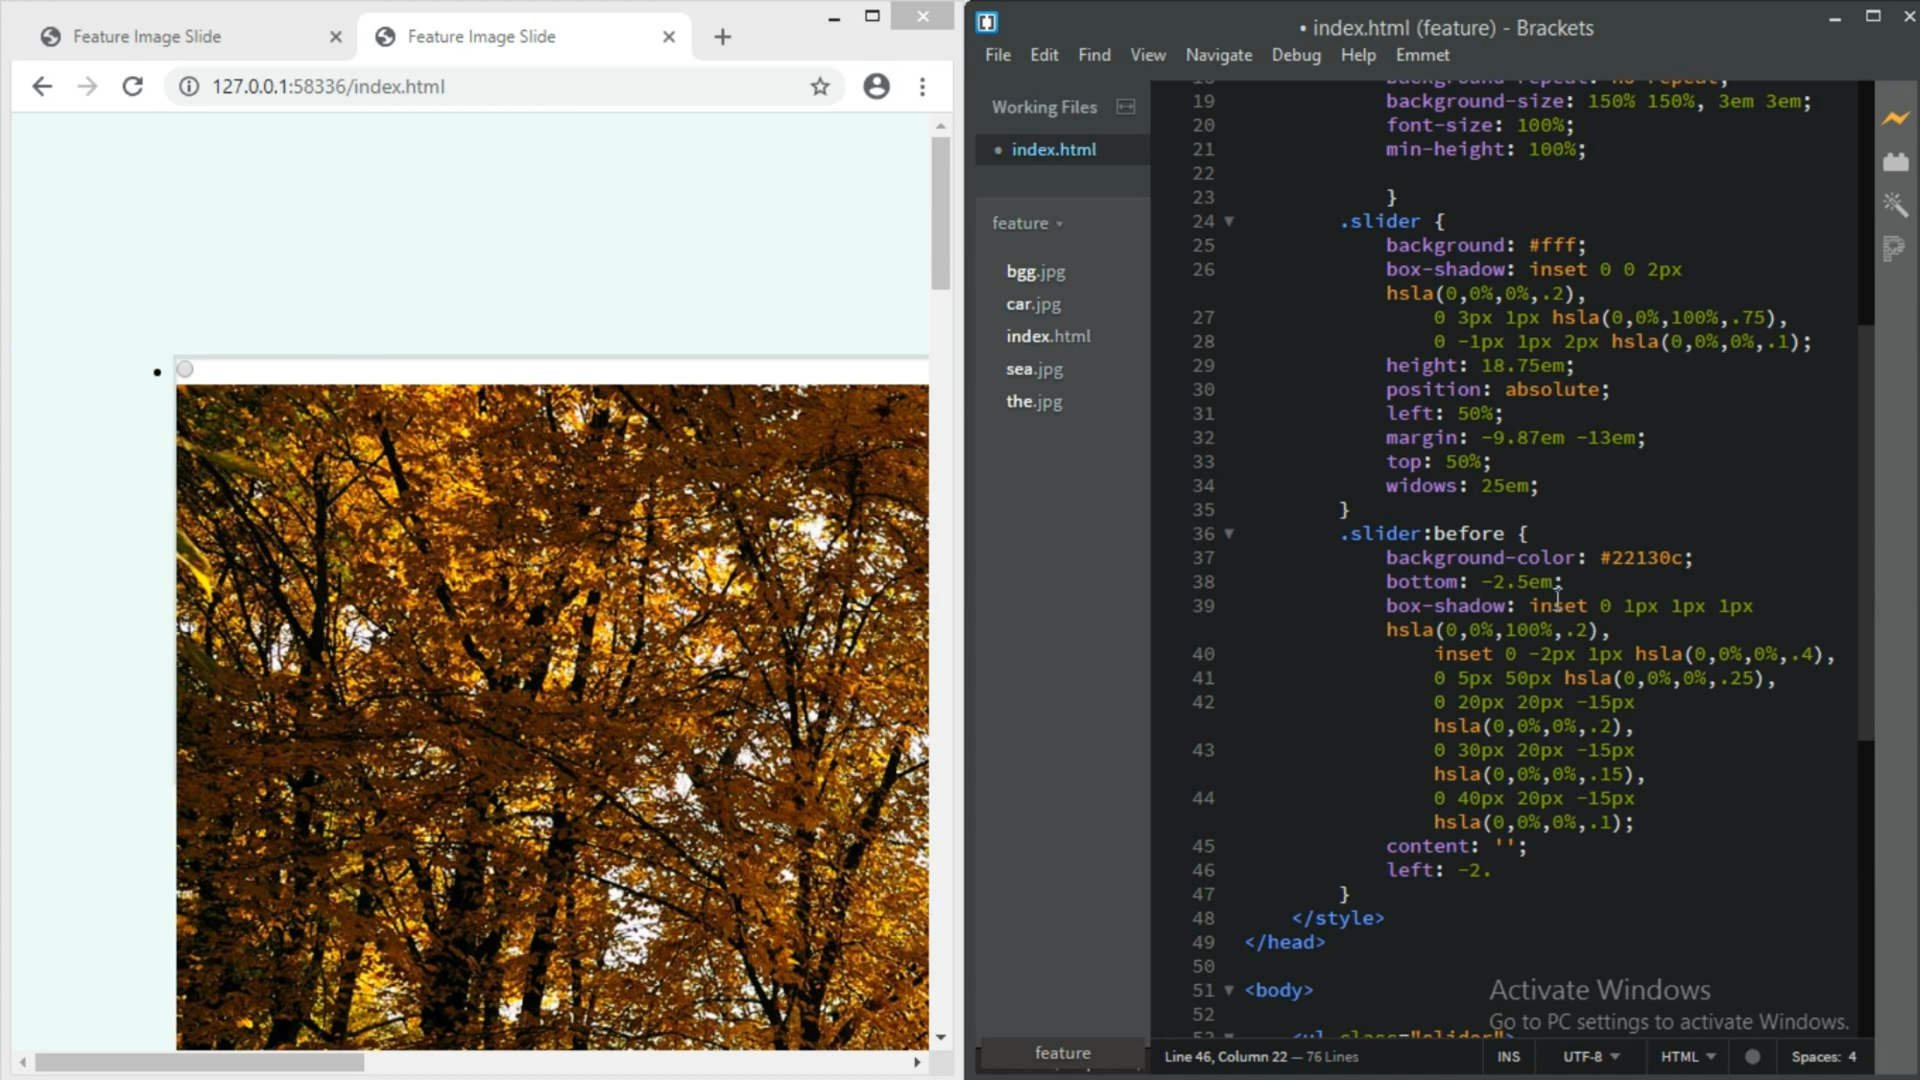 Feature Image Slide
Feature Image Slide
127.0.0.1:58336/index.html
• index.html (feature) - Brackets
File Edit Find View Navigate Debug Help Emmet
Working Files
index.html
feature
bgg.jpg
car.jpg
index.html
sea.jpg
the.jpg
19 background-size: 150% 150%, 3em 3em;
20 font-size: 100%;
21 min-height: 100%;
22
23 }
24 .slider {
25 background: #fff;
26 box-shadow: inset 0 0 2px
hsla(0,0%,0%,.2),
27 0 3px 1px hsla(0,0%,100%,.75),
28 0 -1px 1px 2px hsla(0,0%,0%,.1);
29 height: 18.75em;
30 position: absolute;
31 left: 50%;
32 margin: -9.87em -13em;
33 top: 50%;
34 widows: 25em;
35 }
36 .slider:before {
37 background-color: #22130c;
38 bottom: -2.5em;
39 box-shadow: inset 0 1px 1px 1px
hsla(0,0%,100%,.2),
40 inset 0 -2px 1px hsla(0,0%,0%,.4),
41 0 5px 50px hsla(0,0%,0%,.25),
42 0 20px 20px -15px
hsla(0,0%,0%,.2),
43 0 30px 20px -15px
hsla(0,0%,0%,.15),
44 0 40px 20px -15px
hsla(0,0%,0%,.1);
45 content: '';
46 left: -2.
47 }
48 </style>
49 </head>
50
51 <body>
52
<ul class="slider">
Activate Windows
Go to PC settings to activate Windows.
feature
Line 46, Column 22 — 76 Lines
INS UTF-8 HTML Spaces: 4